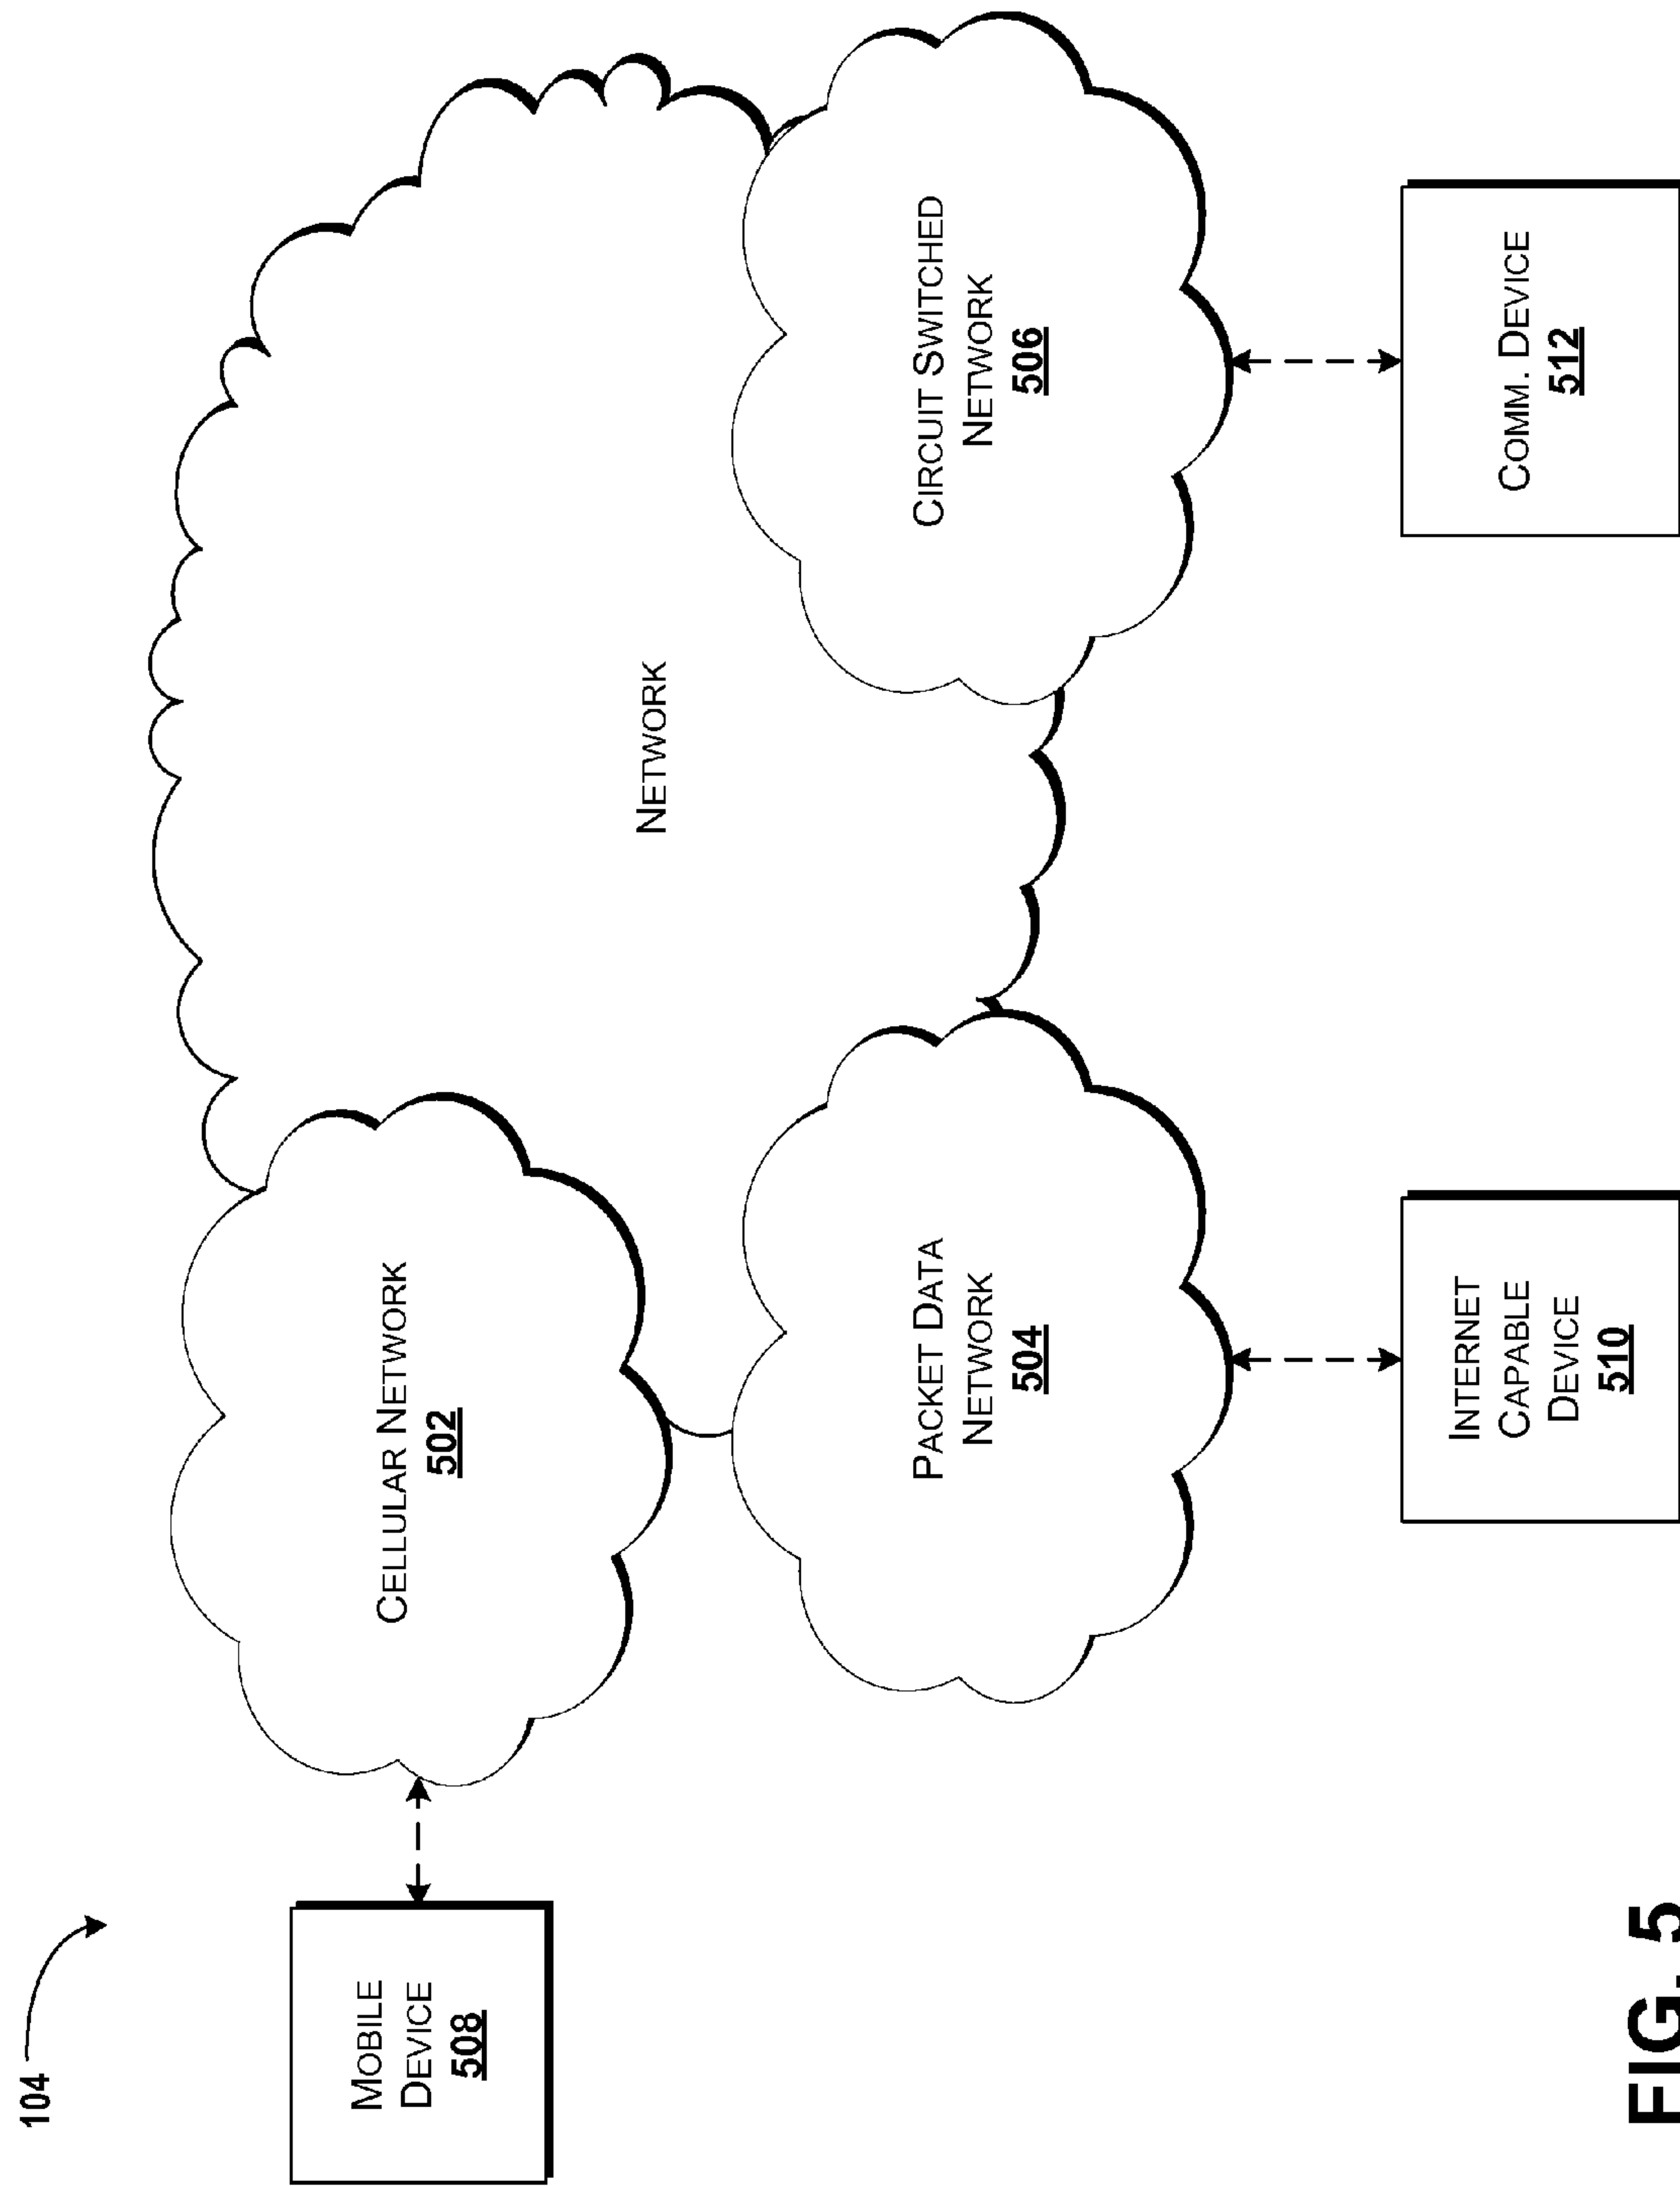 104
MOBILE
DEVICE
508
CELLULAR NETWORK
502
NETWORK
PACKET DATA
NETWORK
504
CIRCUIT SWITCHED
NETWORK
506
INTERNET
CAPABLE
DEVICE
510
COMM. DEVICE
512
FIG. 5